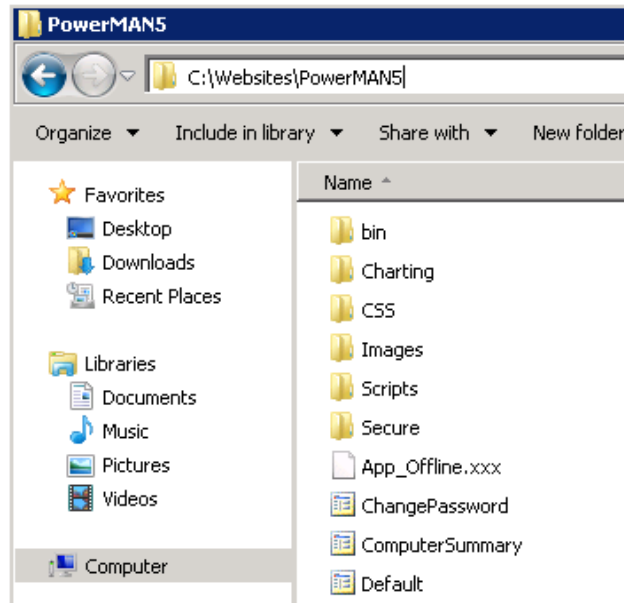 PowerMAN5
C:\Websites\PowerMAN5
Organize Include in library Share with New folder
Favorites
Desktop
Downloads
Recent Places
Libraries
Documents
Music
Pictures
Videos
Computer
Name
bin
Charting
CSS
Images
Scripts
Secure
App_Offline.xxx
ChangePassword
ComputerSummary
Default